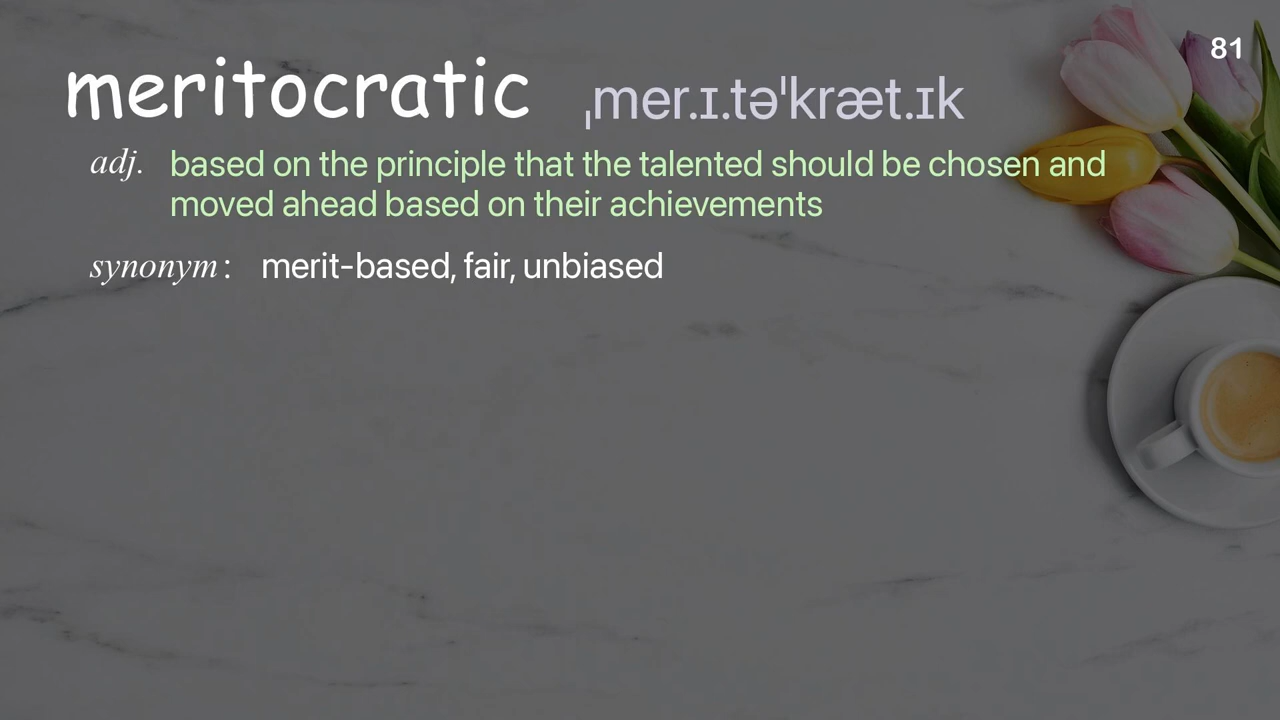 81
meritocratic ˌmer.ɪ.təˈkræt.ɪk
adj. based on the principle that the talented should be chosen and
moved ahead based on their achievements
synonym: merit-based, fair, unbiased